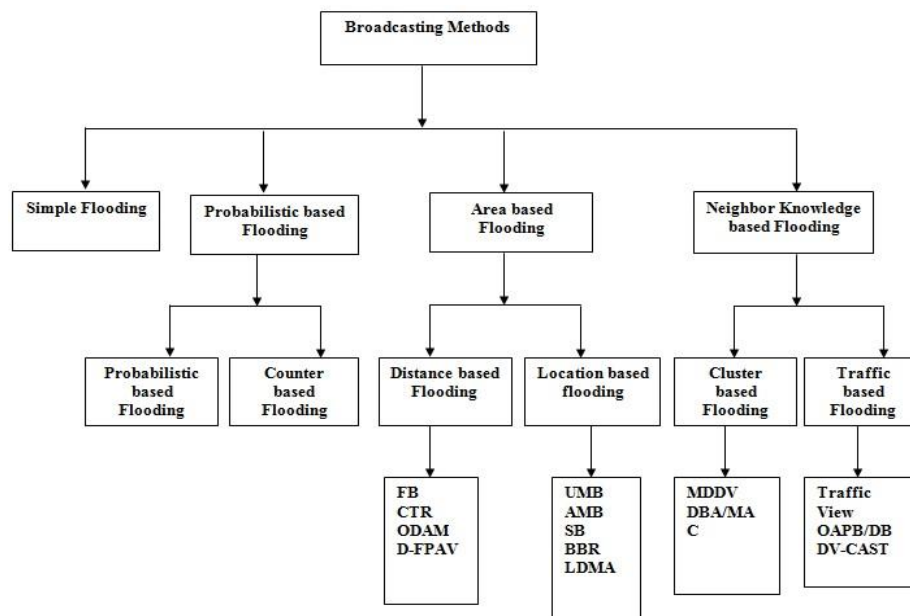 Broadcasting Methods
Simple Flooding
Probabilistic based
Flooding
Area based
Flooding
Neighbor Knowledge
based Flooding
Probabilistic
based
Flooding
Counter
based
Flooding
Distance based
Flooding
Location based
flooding
Cluster
based
Flooding
Traffic
based
Flooding
FB
CTR
ODAM
D-FPAV
UMB
AMB
SB
BBR
LDMA
MDDV
DBA/MA
C
Traffic
View
OAPB/DB
DV-CAST